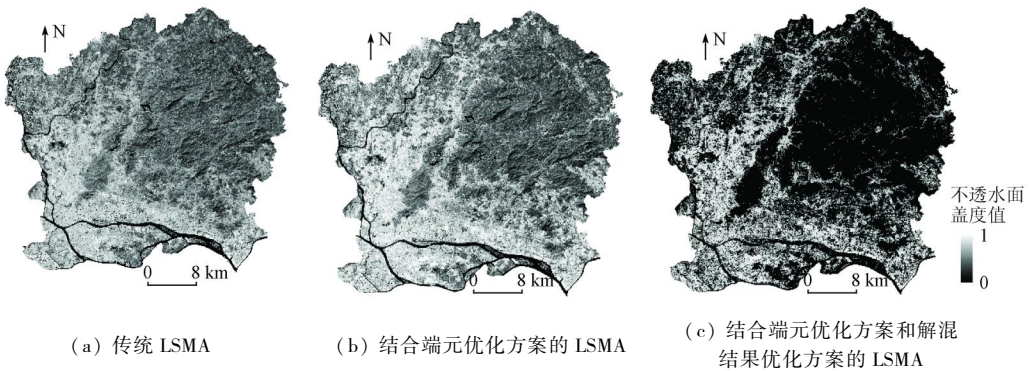 N
N
N
不透水面
盖度值
1
0
0 8 km
0 8 km
0 8 km
(a) 传统 LSMA
(b) 结合端元优化方案的 LSMA
(c) 结合端元优化方案和解混
结果优化方案的 LSMA